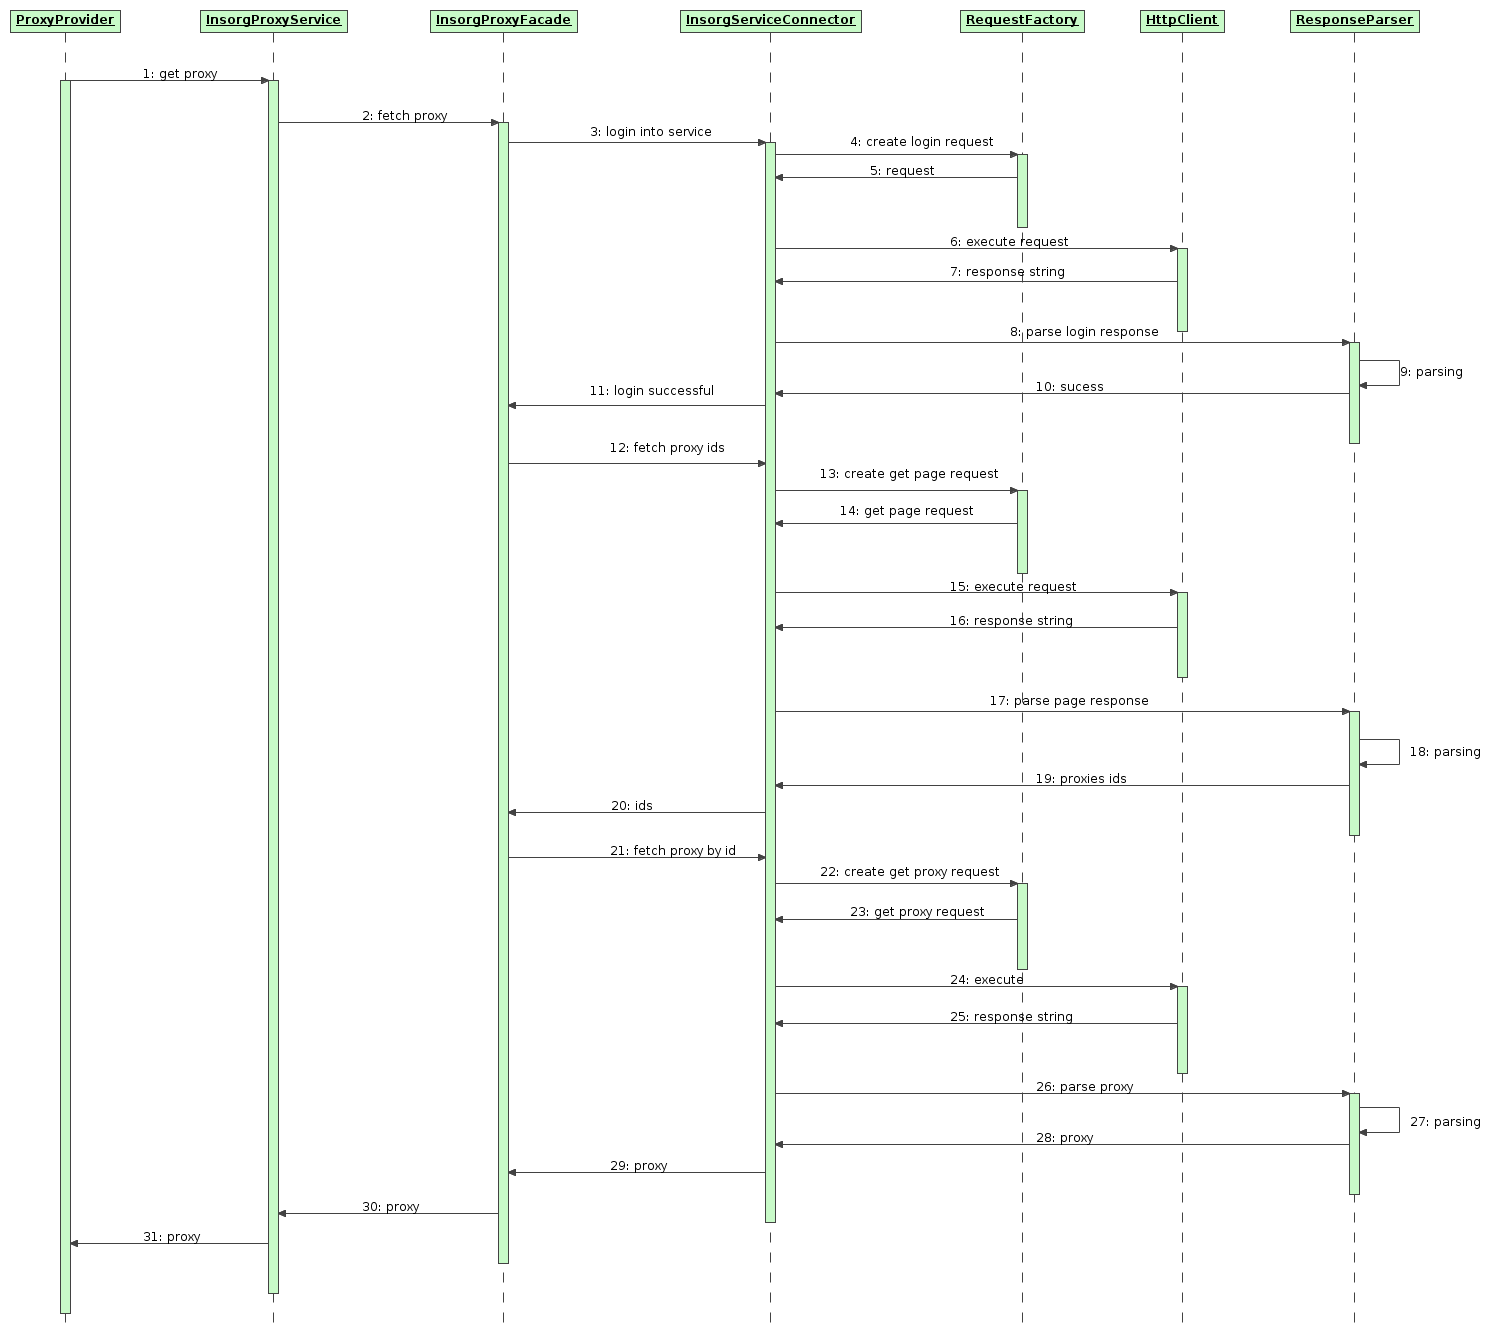 ProxyProvider
InsorgProxyService
InsorgProxyFacade
InsorgServiceConnector
RequestFactory
HttpClient
ResponseParser
1: get proxy
2: fetch proxy
3: login into service
4: create login request
5: request
6: execute request
7: response string
8: parse login response
9: parsing
10: sucess
11: login successful
12: fetch proxy ids
13: create get page request
14: get page request
15: execute request
16: response string
17: parse page response
18: parsing
19: proxies ids
20: ids
21: fetch proxy by id
22: create get proxy request
23: get proxy request
24: execute
25: response string
26: parse proxy
27: parsing
28: proxy
29: proxy
30: proxy
31: proxy